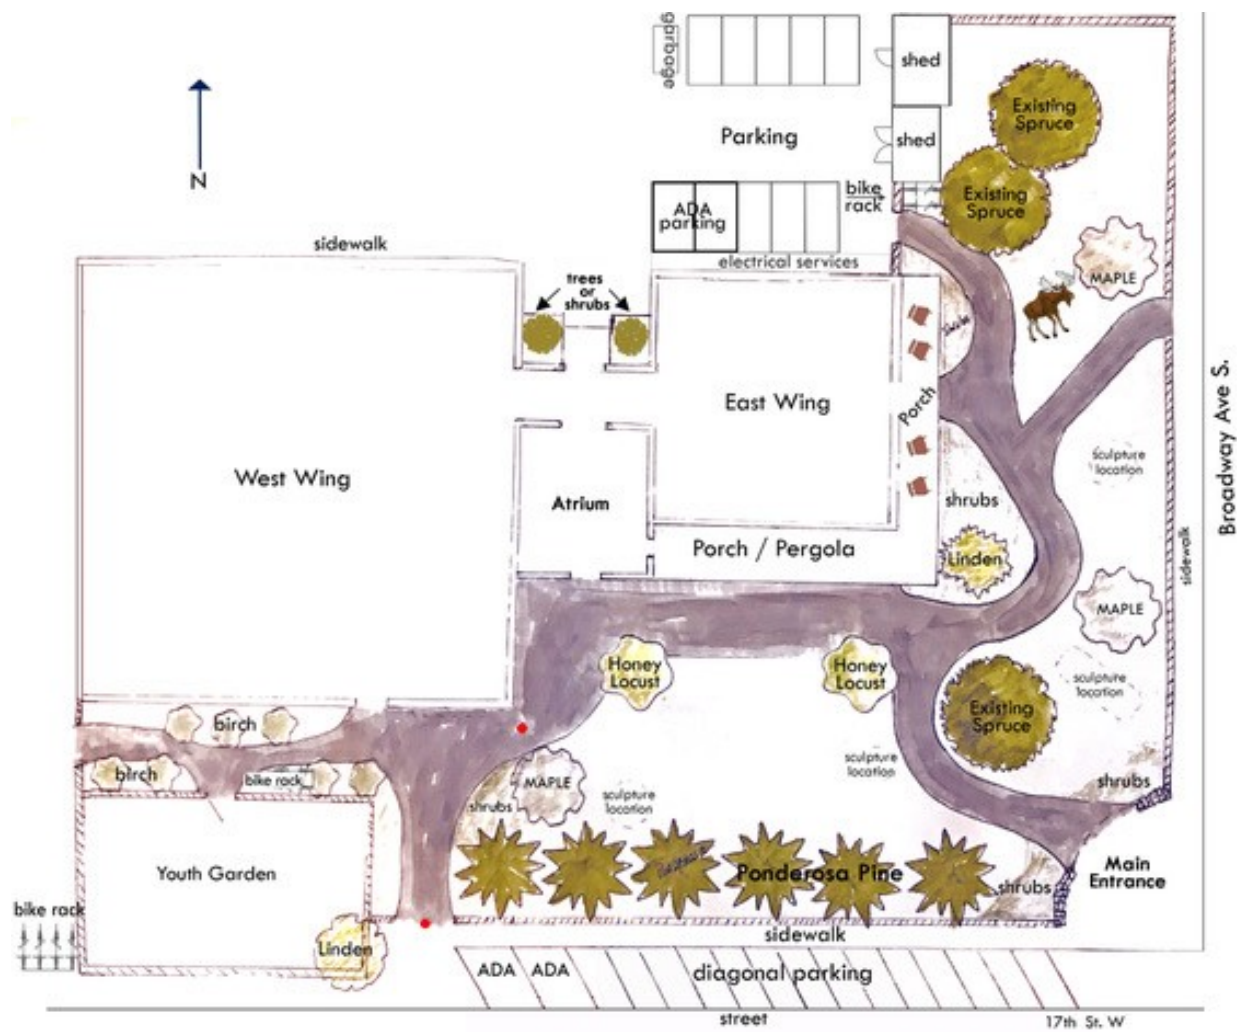 garbage
shed
Existing
Spruce
Parking
shed
N
bike
rack
ADA
parking
Existing
Spruce
sidewalk
electrical services
trees
or
shrubs
MAPLE
East Wing
Porch
Broadway Ave S.
West Wing
Atrium
sculpture
location
shrubs
Porch / Pergola
Linden
sidewalk
MAPLE
Honey
Locust
Honey
Locust
sculpture
location
Existing
Spruce
birch
sculpture
location
birch
bike rack
MAPLE
shrubs
sculpture
location
shrubs
Youth Garden
Ponderosa Pine
shrubs
Main
Entrance
bike rack
Linden
sidewalk
ADA
ADA
diagonal parking
street
17th St. W